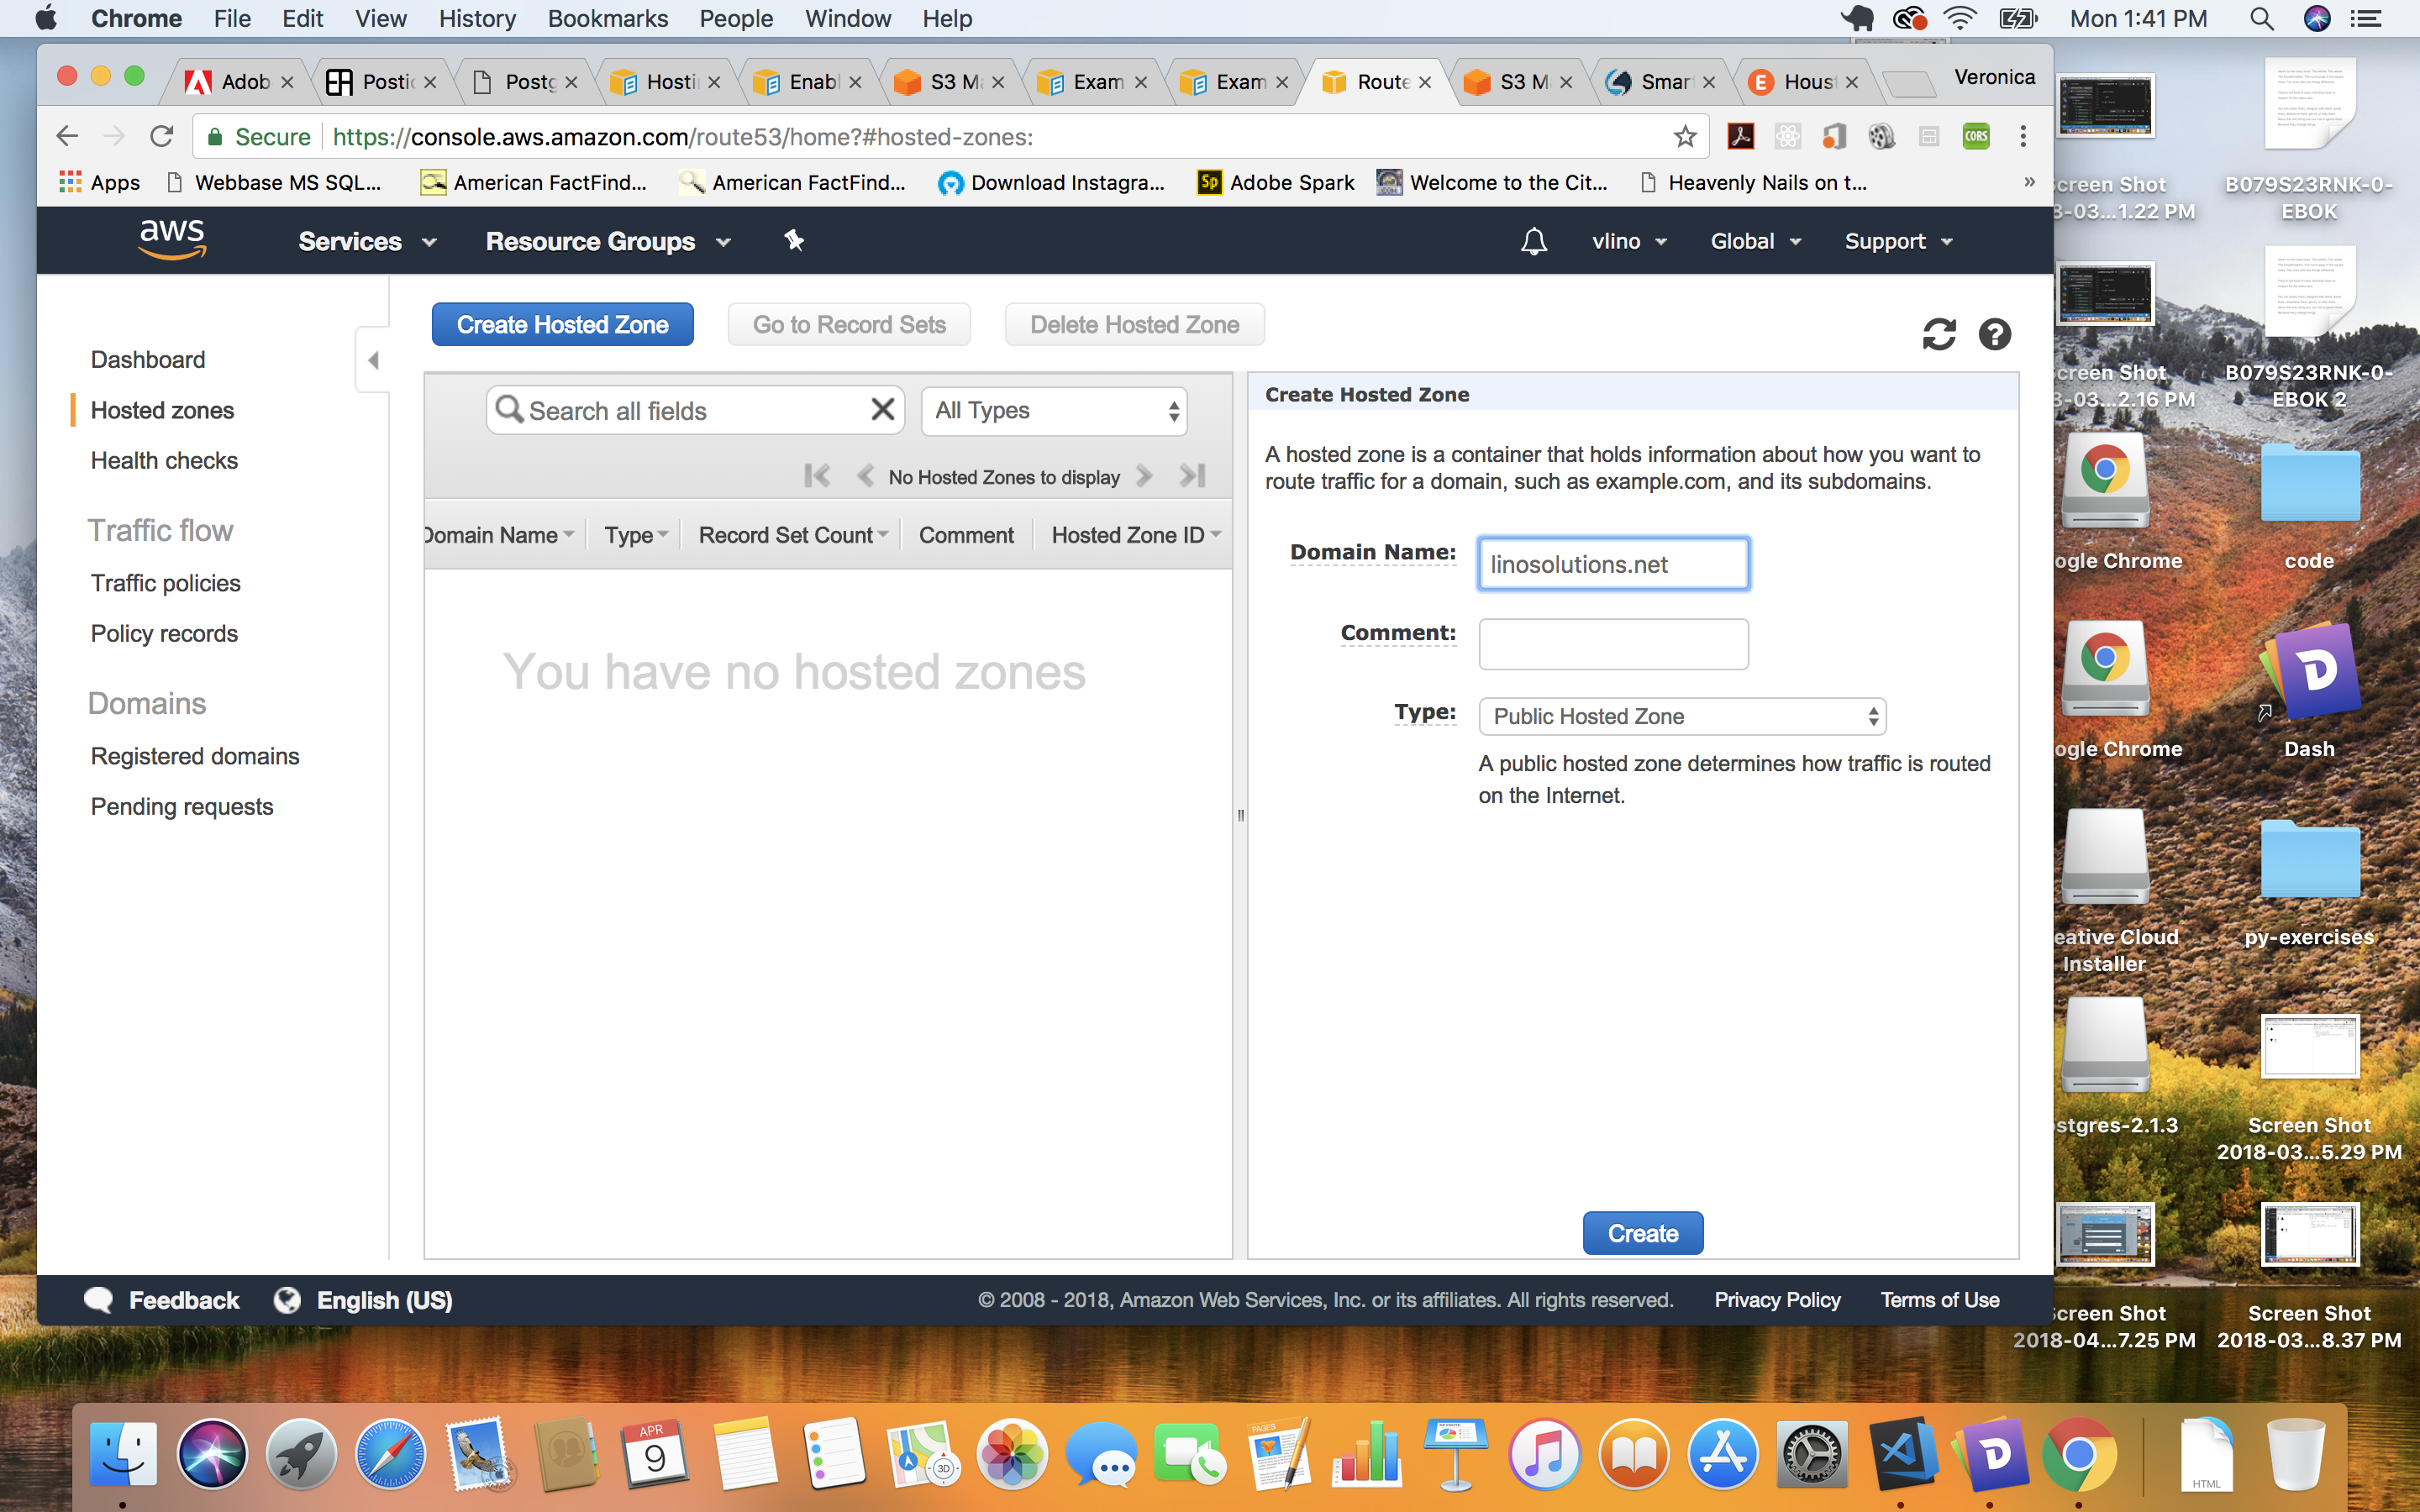 Chrome File Edit View History Bookmarks People Window Help Mon 1:41 PM
Adob Postic Postg Hostin Enabl S3 Ma Exam Exam Route S3 M Smar Hous Veronica
Secure https://console.aws.amazon.com/route53/home?#hosted-zones:
CORS
Apps Webbase MS SQL... American FactFind... American FactFind... Download Instagra... Sp Adobe Spark Welcome to the Cit... Heavenly Nails on t... »
aws Services Resource Groups vlino Global Support
Create Hosted Zone Go to Record Sets Delete Hosted Zone
Dashboard
Hosted zones
Health checks
Traffic flow
Traffic policies
Policy records
Domains
Registered domains
Pending requests
Search all fields All Types
No Hosted Zones to display
Domain Name Type Record Set Count Comment Hosted Zone ID
You have no hosted zones
Create Hosted Zone
A hosted zone is a container that holds information about how you want to
route traffic for a domain, such as example.com, and its subdomains.
Domain Name: linosolutions.net
Comment:
Type: Public Hosted Zone
A public hosted zone determines how traffic is routed
on the Internet.
Create
Feedback English (US) © 2008 - 2018, Amazon Web Services, Inc. or its affiliates. All rights reserved. Privacy Policy Terms of Use
creen Shot
8-03...1.22 PM
B079S23RNK-0-
EBOK
creen Shot
3-03...2.16 PM
B079S23RNK-0-
EBOK 2
ogle Chrome
code
ogle Chrome
Dash
eative Cloud
Installer
py-exercises
stgres-2.1.3
Screen Shot
2018-03...5.29 PM
creen Shot
2018-04...7.25 PM
Screen Shot
2018-03...8.37 PM
APR
9
3D
PAGES
HTML